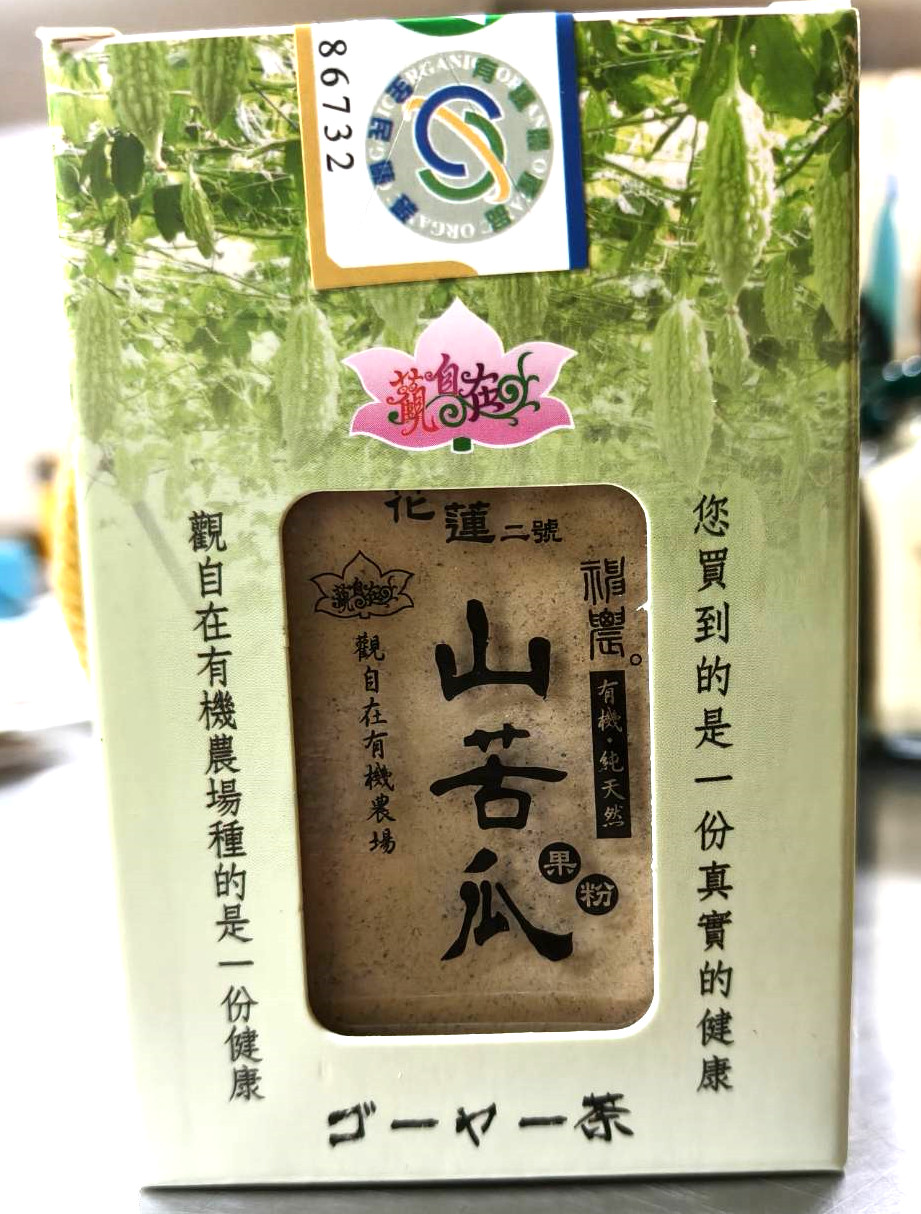 86732
ORGANIC
觀自在
您買到的是一份真實的健康
花蓮二號
神農。
有機・純天然
山苦瓜
果粉
觀自在
觀自在有機農場
觀自在有機農場種的是一份健康
ゴーヤー茶